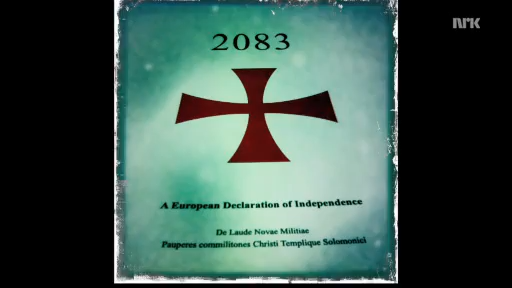 NRK
2083
A European Declaration of Independence
De Laude Novae Militiae
Pauperes commilitones Christi Templique Solomonici